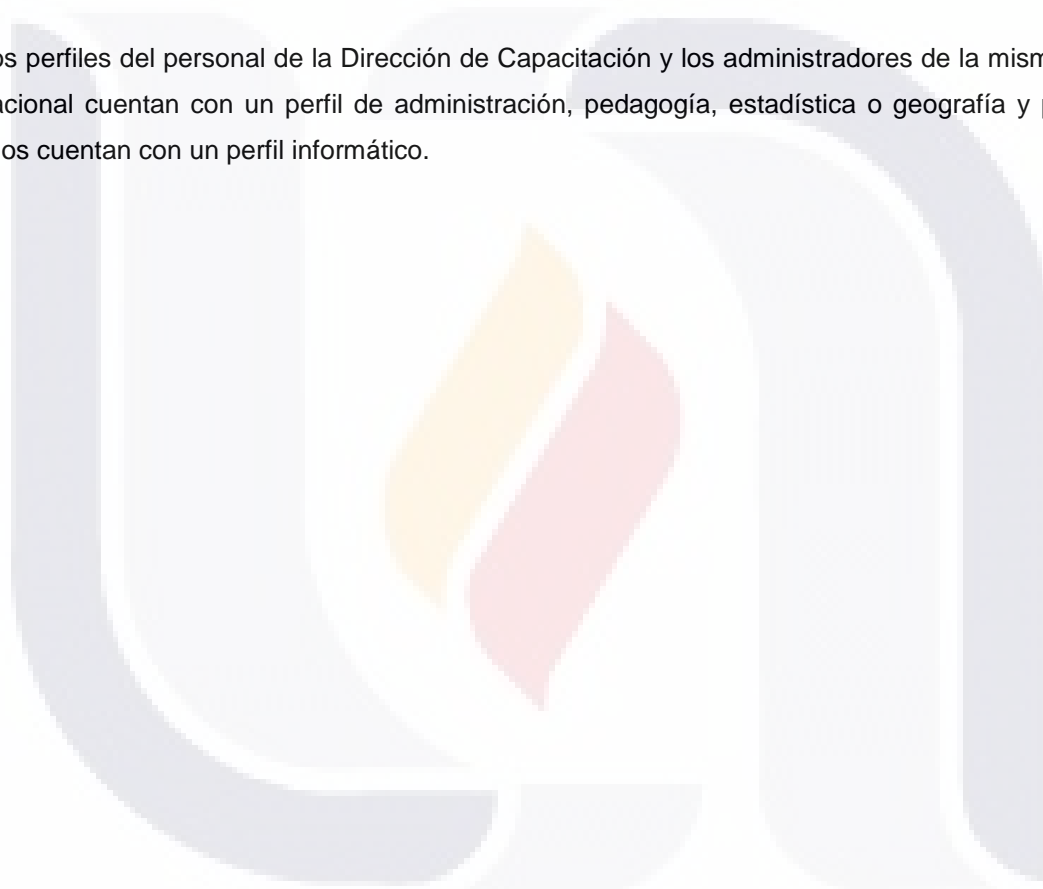 os perfiles del personal de la Dirección de Capacitación y los administradores de la mism
acional cuentan con un perfil de administración, pedagogía, estadística o geografía y p
os cuentan con un perfil informático.